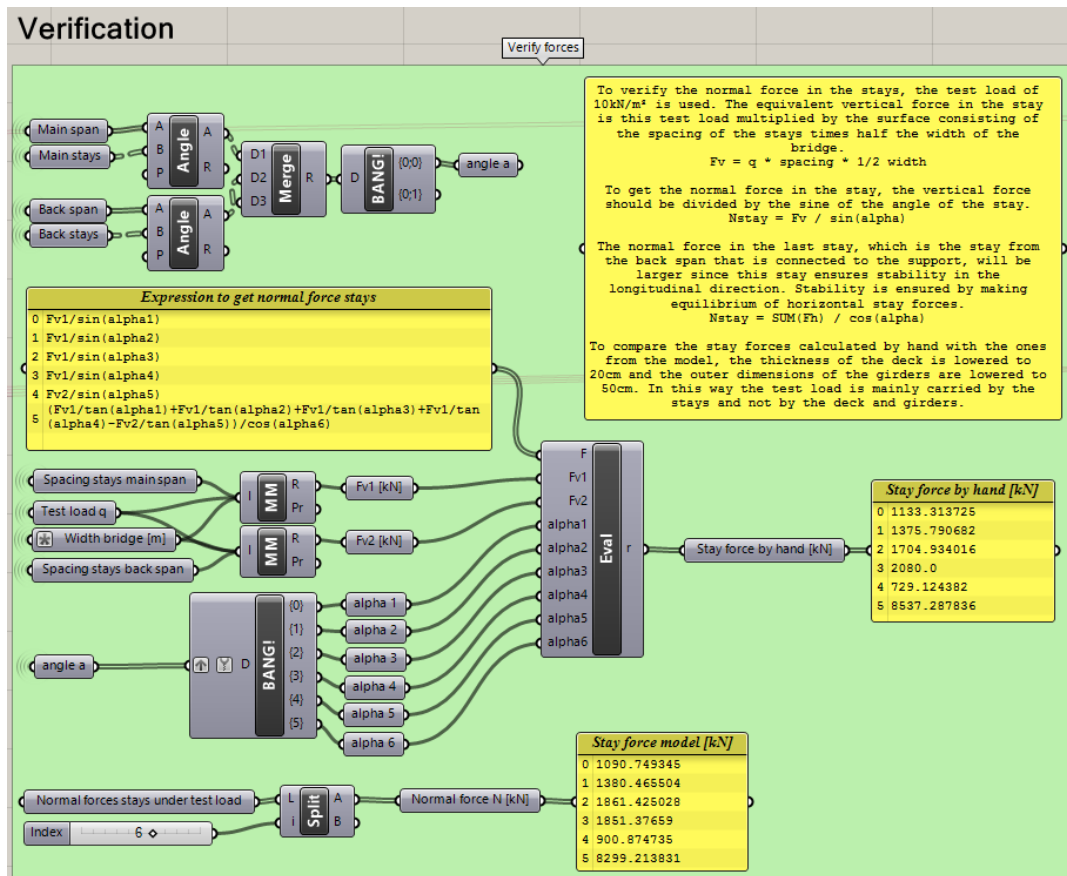 Verification
Verify forces
To verify the normal force in the stays, the test load of
10kN/m² is used. The equivalent vertical force in the stay
is this test load multiplied by the surface consisting of
the spacing of the stays times half the width of the
bridge.
Fv = q * spacing * 1/2 width
To get the normal force in the stay, the vertical force
should be divided by the sine of the angle of the stay.
Nstay = Fv / sin(alpha)
The normal force in the last stay, which is the stay from
the back span that is connected to the support, will be
larger since this stay ensures stability in the
longitudinal direction. Stability is ensured by making
equilibrium of horizontal stay forces.
Nstay = SUM(Fh) / cos(alpha)
To compare the stay forces calculated by hand with the ones
from the model, the thickness of the deck is lowered to
20cm and the outer dimensions of the girders are lowered to
50cm. In this way the test load is mainly carried by the
stays and not by the deck and girders.
Main span
Main stays
A
B
P
Angle
A
R
Back span
Back stays
A
B
P
Angle
A
R
D1
D2
D3
Merge
R
D
BANG!
{0;0}
{0;1}
angle a
Expression to get normal force stays
0 Fv1/sin(alpha1)
1 Fv1/sin(alpha2)
2 Fv1/sin(alpha3)
3 Fv1/sin(alpha4)
4 Fv2/sin(alpha5)
5 (Fv1/tan(alpha1)+Fv1/tan(alpha2)+Fv1/tan(alpha3)+Fv1/tan
(alpha4)-Fv2/tan(alpha5))/cos(alpha6)
Spacing stays main span
Test load q
Width bridge [m]
Spacing stays back span
I
MM
R
Pr
I
MM
R
Pr
Fv1 [kN]
Fv2 [kN]
angle a
D
BANG!
{0}
{1}
{2}
{3}
{4}
{5}
alpha 1
alpha 2
alpha 3
alpha 4
alpha 5
alpha 6
F
Fv1
Fv2
alpha1
alpha2
alpha3
alpha4
alpha5
alpha6
Eval
r
Stay force by hand [kN]
Stay force by hand [kN]
0 1133.313725
1 1375.790682
2 1704.934016
3 2080.0
4 729.124382
5 8537.287836
Normal forces stays under test load
Index
6
L
i
Split
A
B
Normal force N [kN]
Stay force model [kN]
0 1090.749345
1 1380.465504
2 1861.425028
3 1851.37659
4 900.874735
5 8299.213831